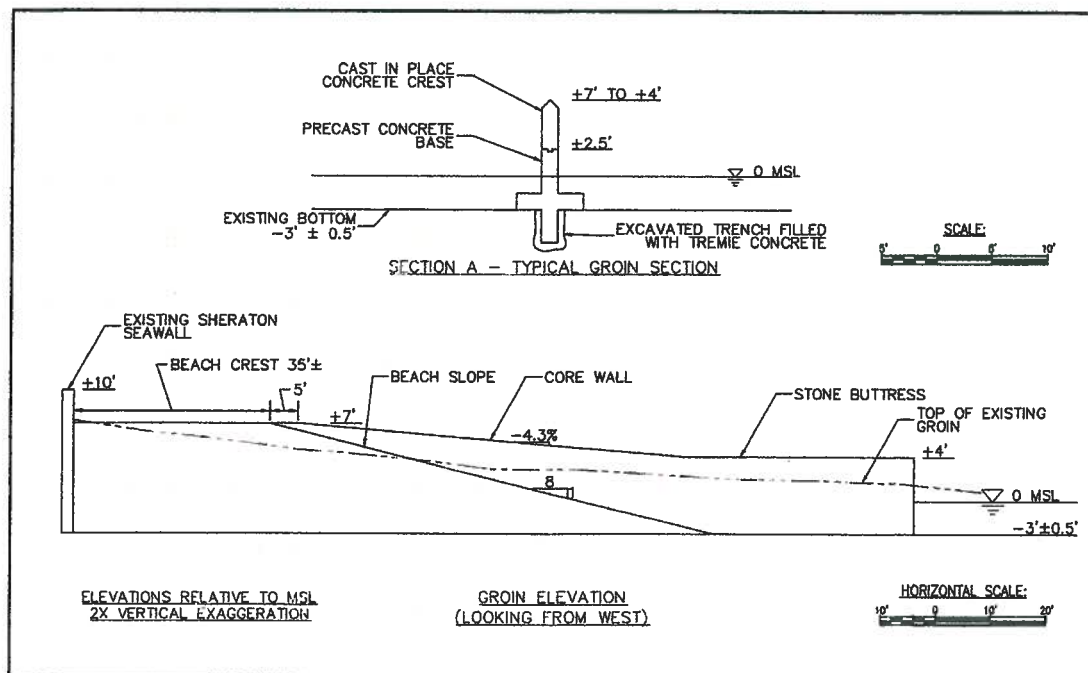 CAST IN PLACE
CONCRETE CREST
+7' TO +4'
PRECAST CONCRETE
BASE
+2.5'
0 MSL
EXISTING BOTTOM
-3' ± 0.5'
EXCAVATED TRENCH FILLED
WITH TREMIE CONCRETE
SECTION A - TYPICAL GROIN SECTION
SCALE:
5' 0 5' 10'
EXISTING SHERATON
SEAWALL
BEACH CREST 35'±
+10'
5'
BEACH SLOPE
CORE WALL
STONE BUTTRESS
TOP OF EXISTING
GROIN
+7'
-4.3%
+4'
8
0 MSL
-3'±0.5'
ELEVATIONS RELATIVE TO MSL
2X VERTICAL EXAGGERATION
GROIN ELEVATION
(LOOKING FROM WEST)
HORIZONTAL SCALE:
10' 0 10' 20'